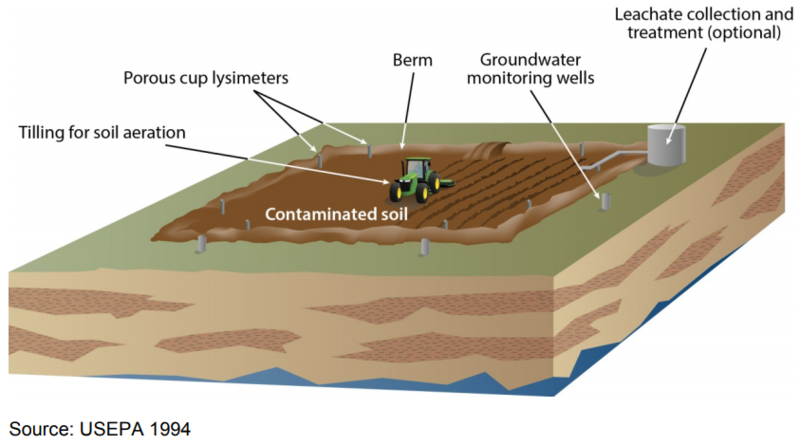 Leachate collection and
treatment (optional)
Berm
Groundwater
monitoring wells
Porous cup lysimeters
Tilling for soil aeration
Contaminated soil
Source: USEPA 1994